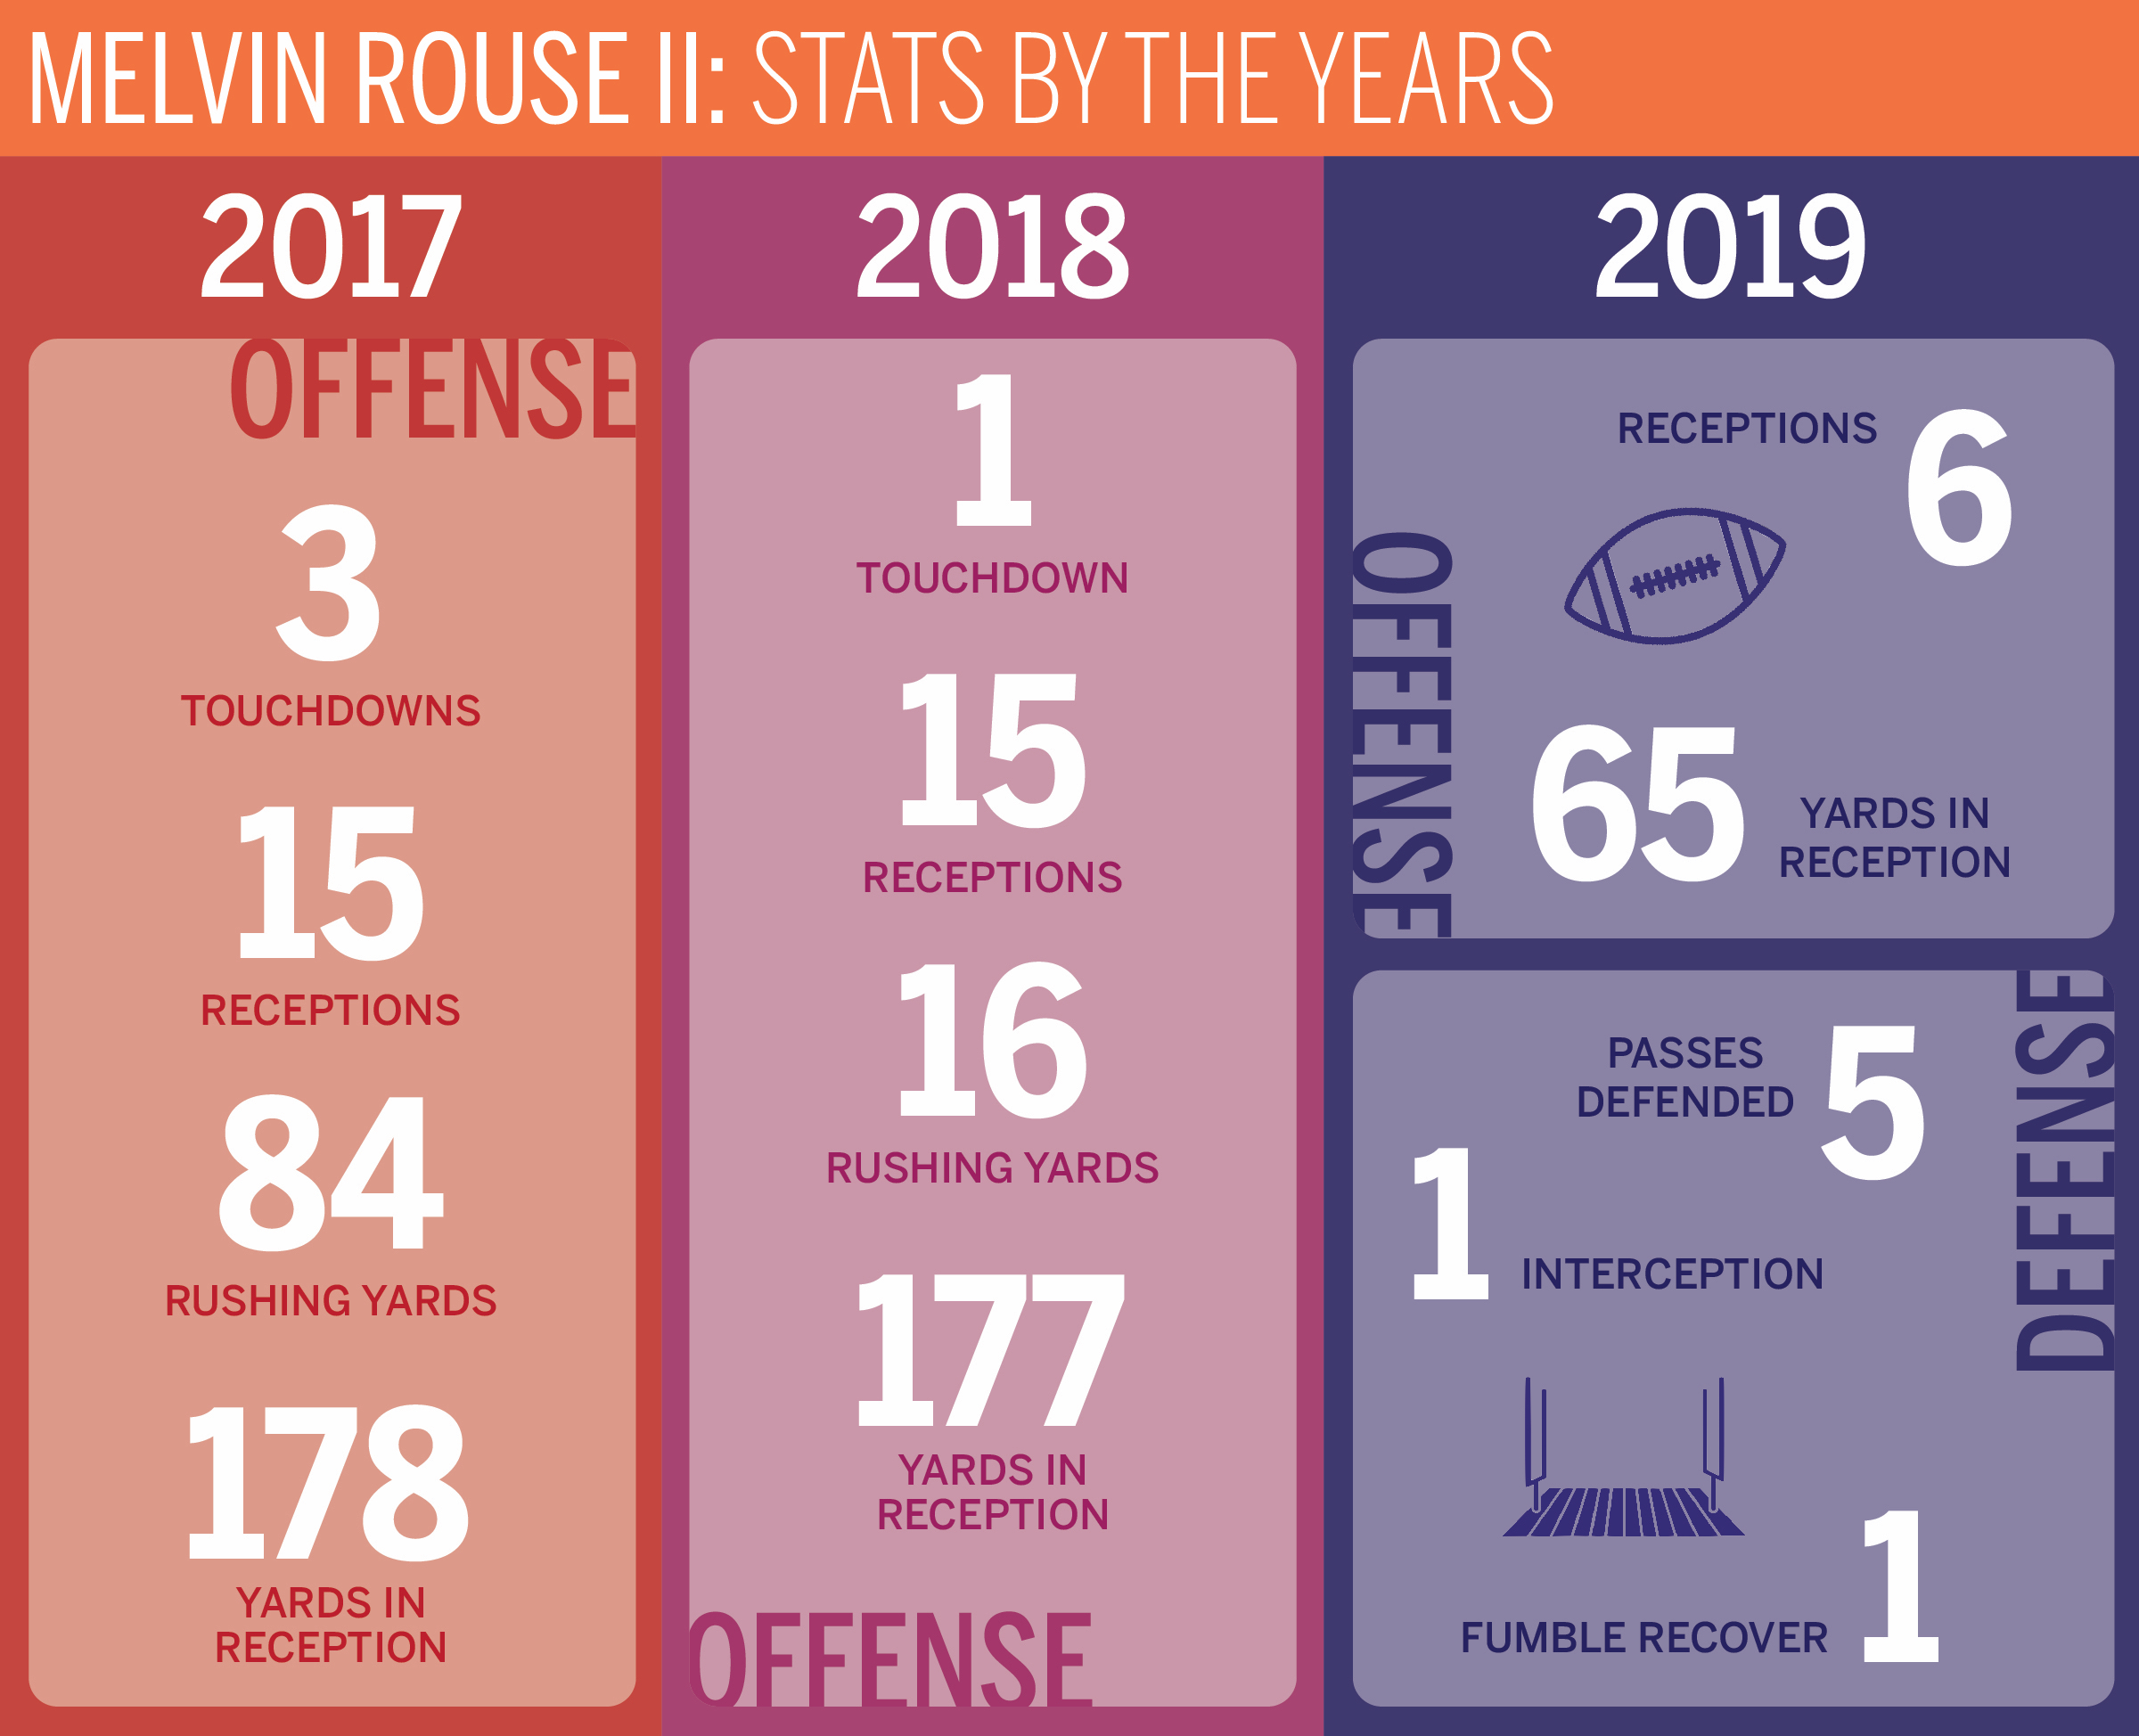 MELVIN ROUSE II: STATS BY THE YEARS
2017
OFFENSE
3
TOUCHDOWNS
15
RECEPTIONS
84
RUSHING YARDS
178
YARDS IN
RECEPTION
2018
1
TOUCHDOWN
15
RECEPTIONS
16
RUSHING YARDS
177
YARDS IN
RECEPTION
OFFENSE
2019
OFFENSE
RECEPTIONS 6
65 YARDS IN
RECEPTION
DEFENSE
PASSES
DEFENDED 5
1 INTERCEPTION
FUMBLE RECOVER 1